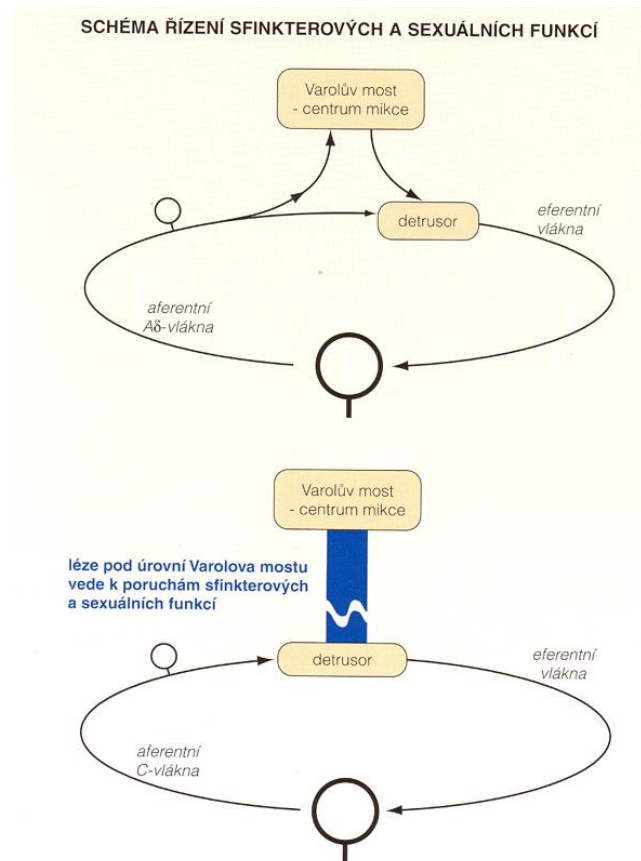 SCHÉMA ŘÍZENÍ SFINKTEROVÝCH A SEXUÁLNÍCH FUNKCÍ
Varolův most
- centrum mikce
detrusor
eferentní
vlákna
aferentní
Aδ-vlákna
Varolův most
- centrum mikce
léze pod úrovní Varolova mostu
vede k poruchám sfinkterových
a sexuálních funkcí
detrusor
eferentní
vlákna
aferentní
C-vlákna